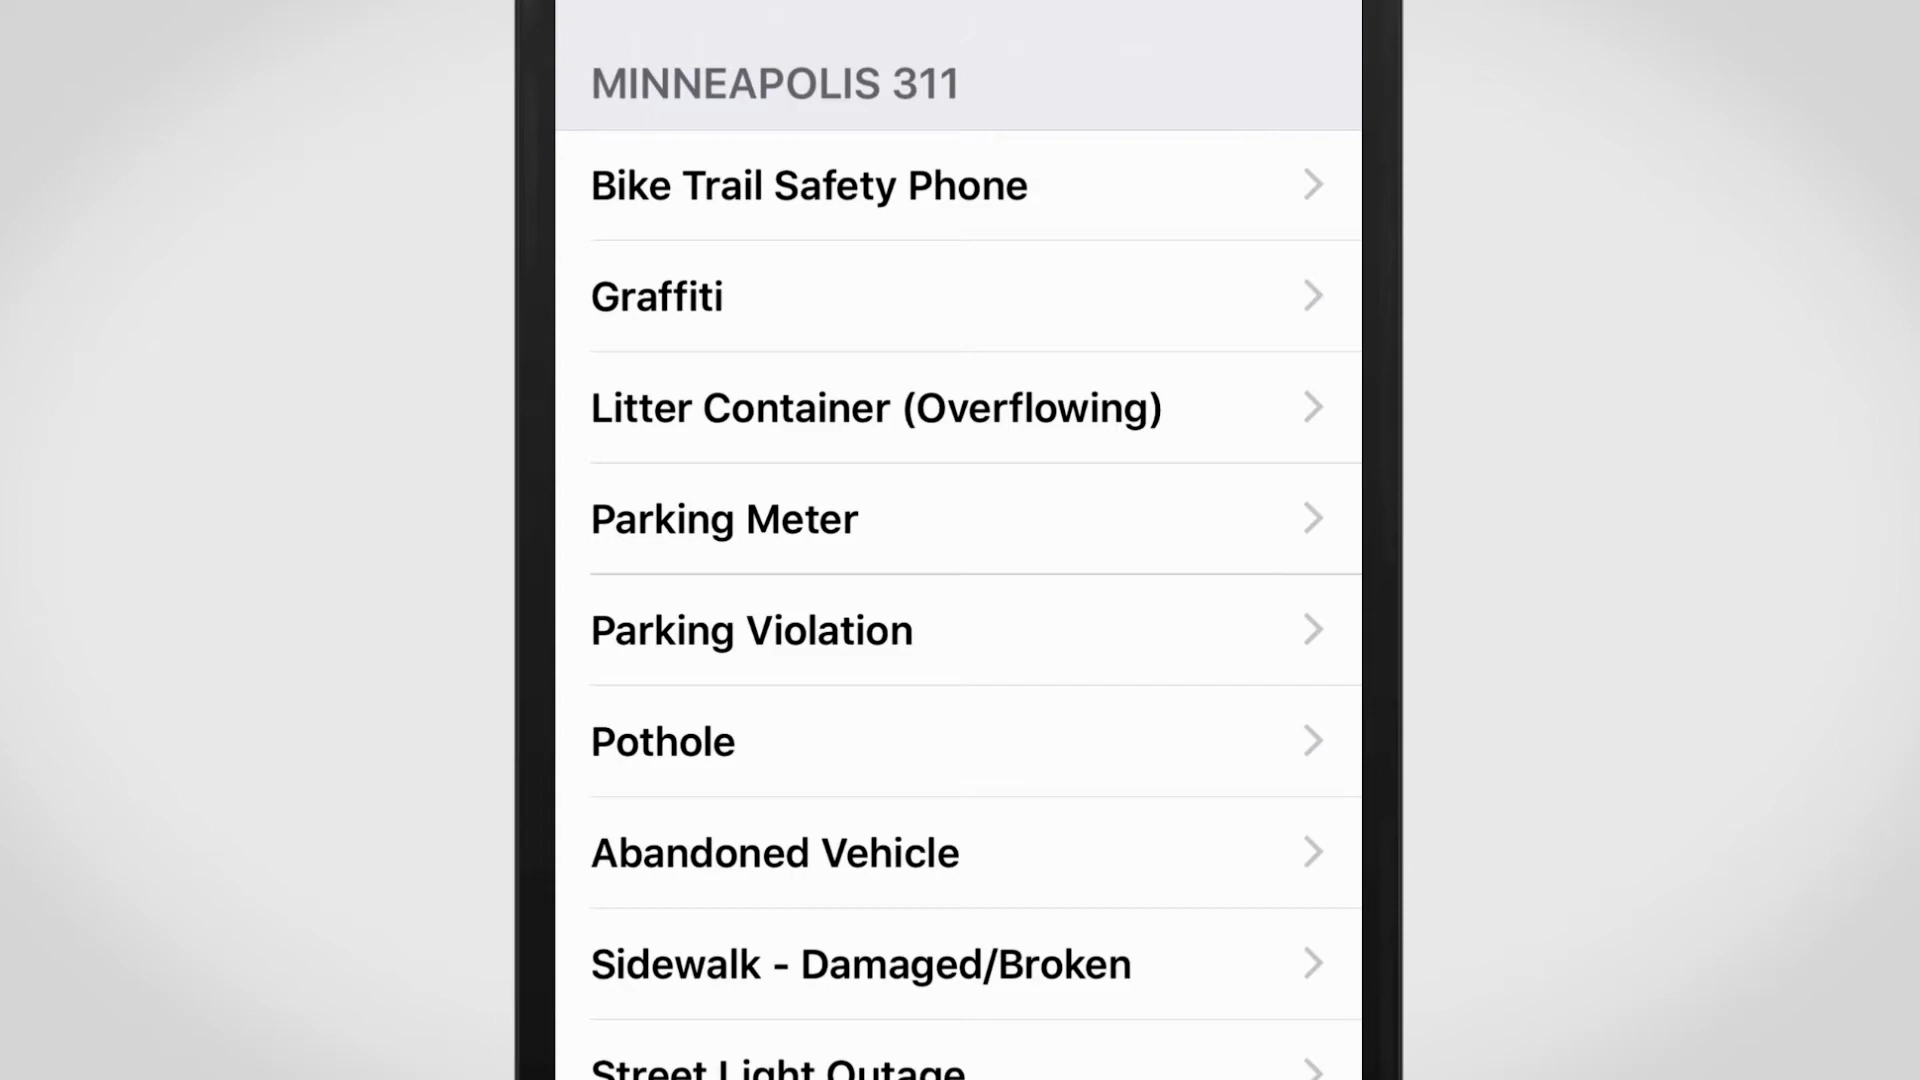 MINNEAPOLIS 311
Bike Trail Safety Phone
Graffiti
Litter Container (Overflowing)
Parking Meter
Parking Violation
Pothole
Abandoned Vehicle
Sidewalk - Damaged/Broken
Street Light Outage